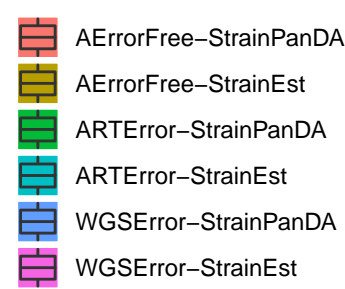 AErrorFree−StrainPanDA
AErrorFree−StrainEst
ARTError−StrainPanDA
ARTError−StrainEst
WGSError−StrainPanDA
WGSError−StrainEst